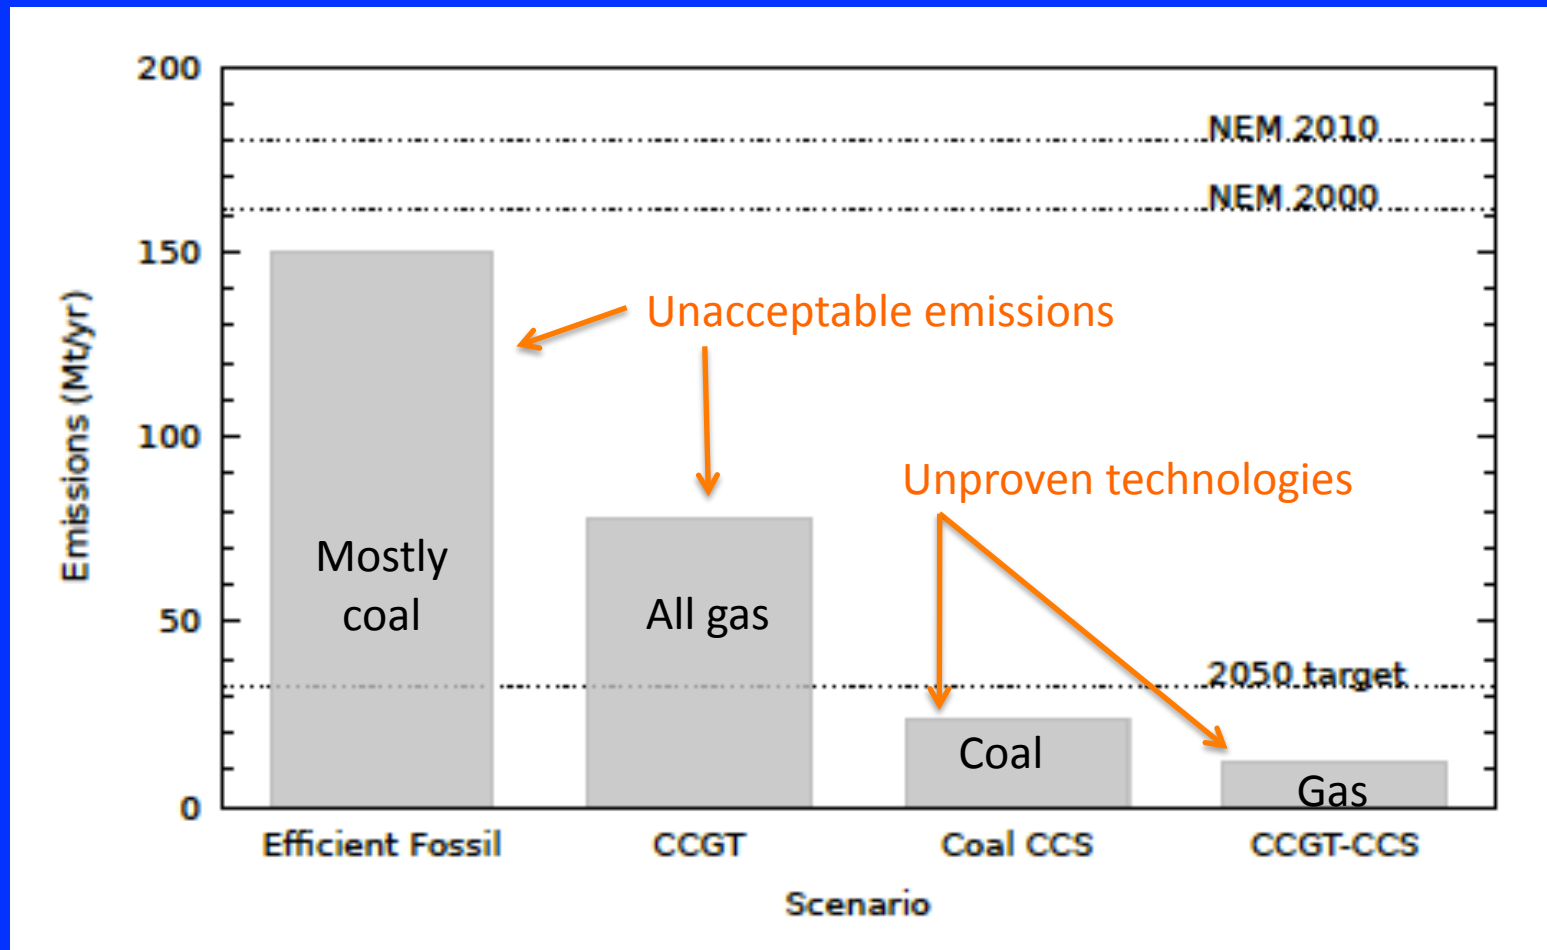 200
NEM 2010
NEM 2000
150
Unacceptable emissions
Emissions (Mt/yr)
100
Unproven technologies
Mostly
coal
All gas
50
2050 target
Coal
Gas
0
Efficient Fossil
CCGT
Coal CCS
CCGT-CCS
Scenario